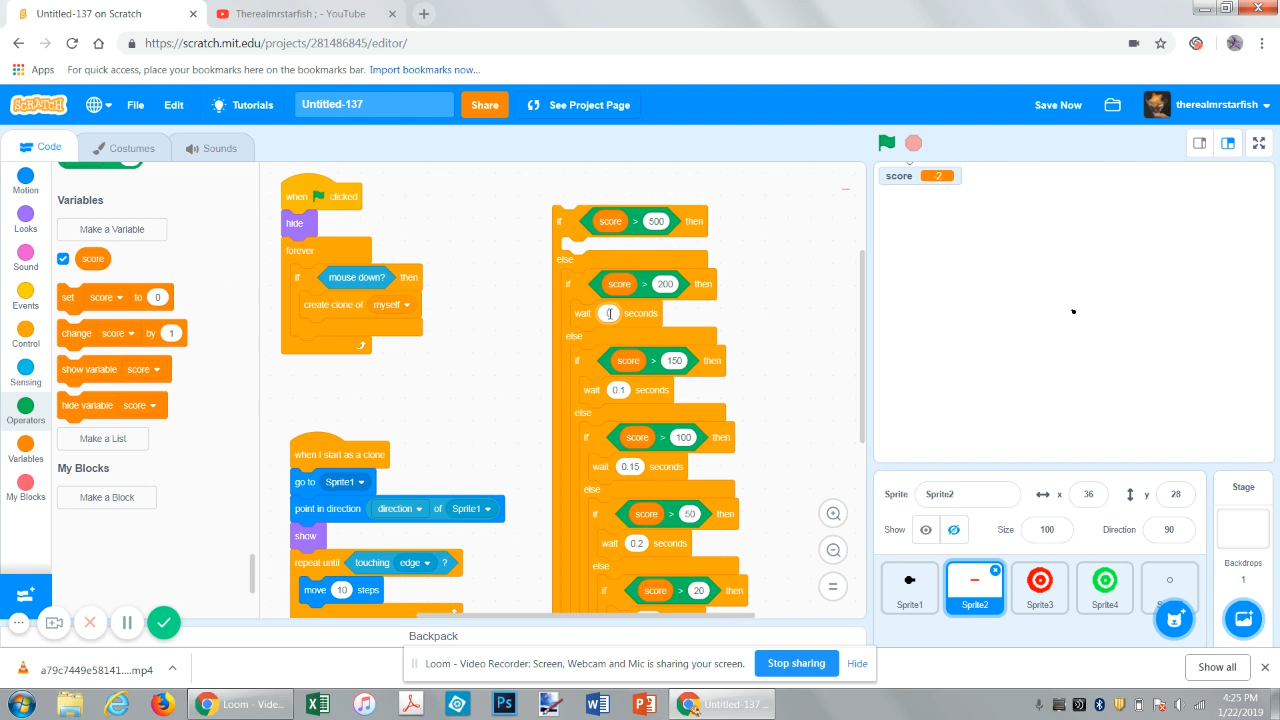 Untitled-137 on Scratch
Therealmrstarfish ; - YouTube
https://scratch.mit.edu/projects/281486845/editor/
Apps
For quick access, place your bookmarks here on the bookmarks bar. Import bookmarks now...
SCRATCH
File
Edit
Tutorials
Untitled-137
Share
See Project Page
Save Now
therealmrstarfish
Code
Costumes
Sounds
Motion
Looks
Sound
Events
Control
Sensing
Operators
Variables
My Blocks
Variables
Make a Variable
score
set score to 0
change score by 1
show variable score
hide variable score
Make a List
My Blocks
Make a Block
when clicked
hide
forever
if mouse down? then
create clone of myself
when I start as a clone
go to Sprite1
point in direction direction of Sprite1
show
repeat until touching edge ?
move 10 steps
if score > 500 then
else
if score > 200 then
wait 0 seconds
else
if score > 150 then
wait 0.1 seconds
else
if score > 100 then
wait 0.15 seconds
else
if score > 50 then
wait 0.2 seconds
else
if score > 20 then
score -2
Sprite Sprite2 x 36 y 28
Show Size 100 Direction 90
Sprite1
Sprite2
Sprite3
Sprite4
Stage
Backdrops
1
Backpack
a79c7449e58141....mp4
Loom - Video Recorder: Screen, Webcam and Mic is sharing your screen.
Stop sharing
Hide
Show all
Loom - Vide...
Untitled-137 ...
4:25 PM
1/22/2019